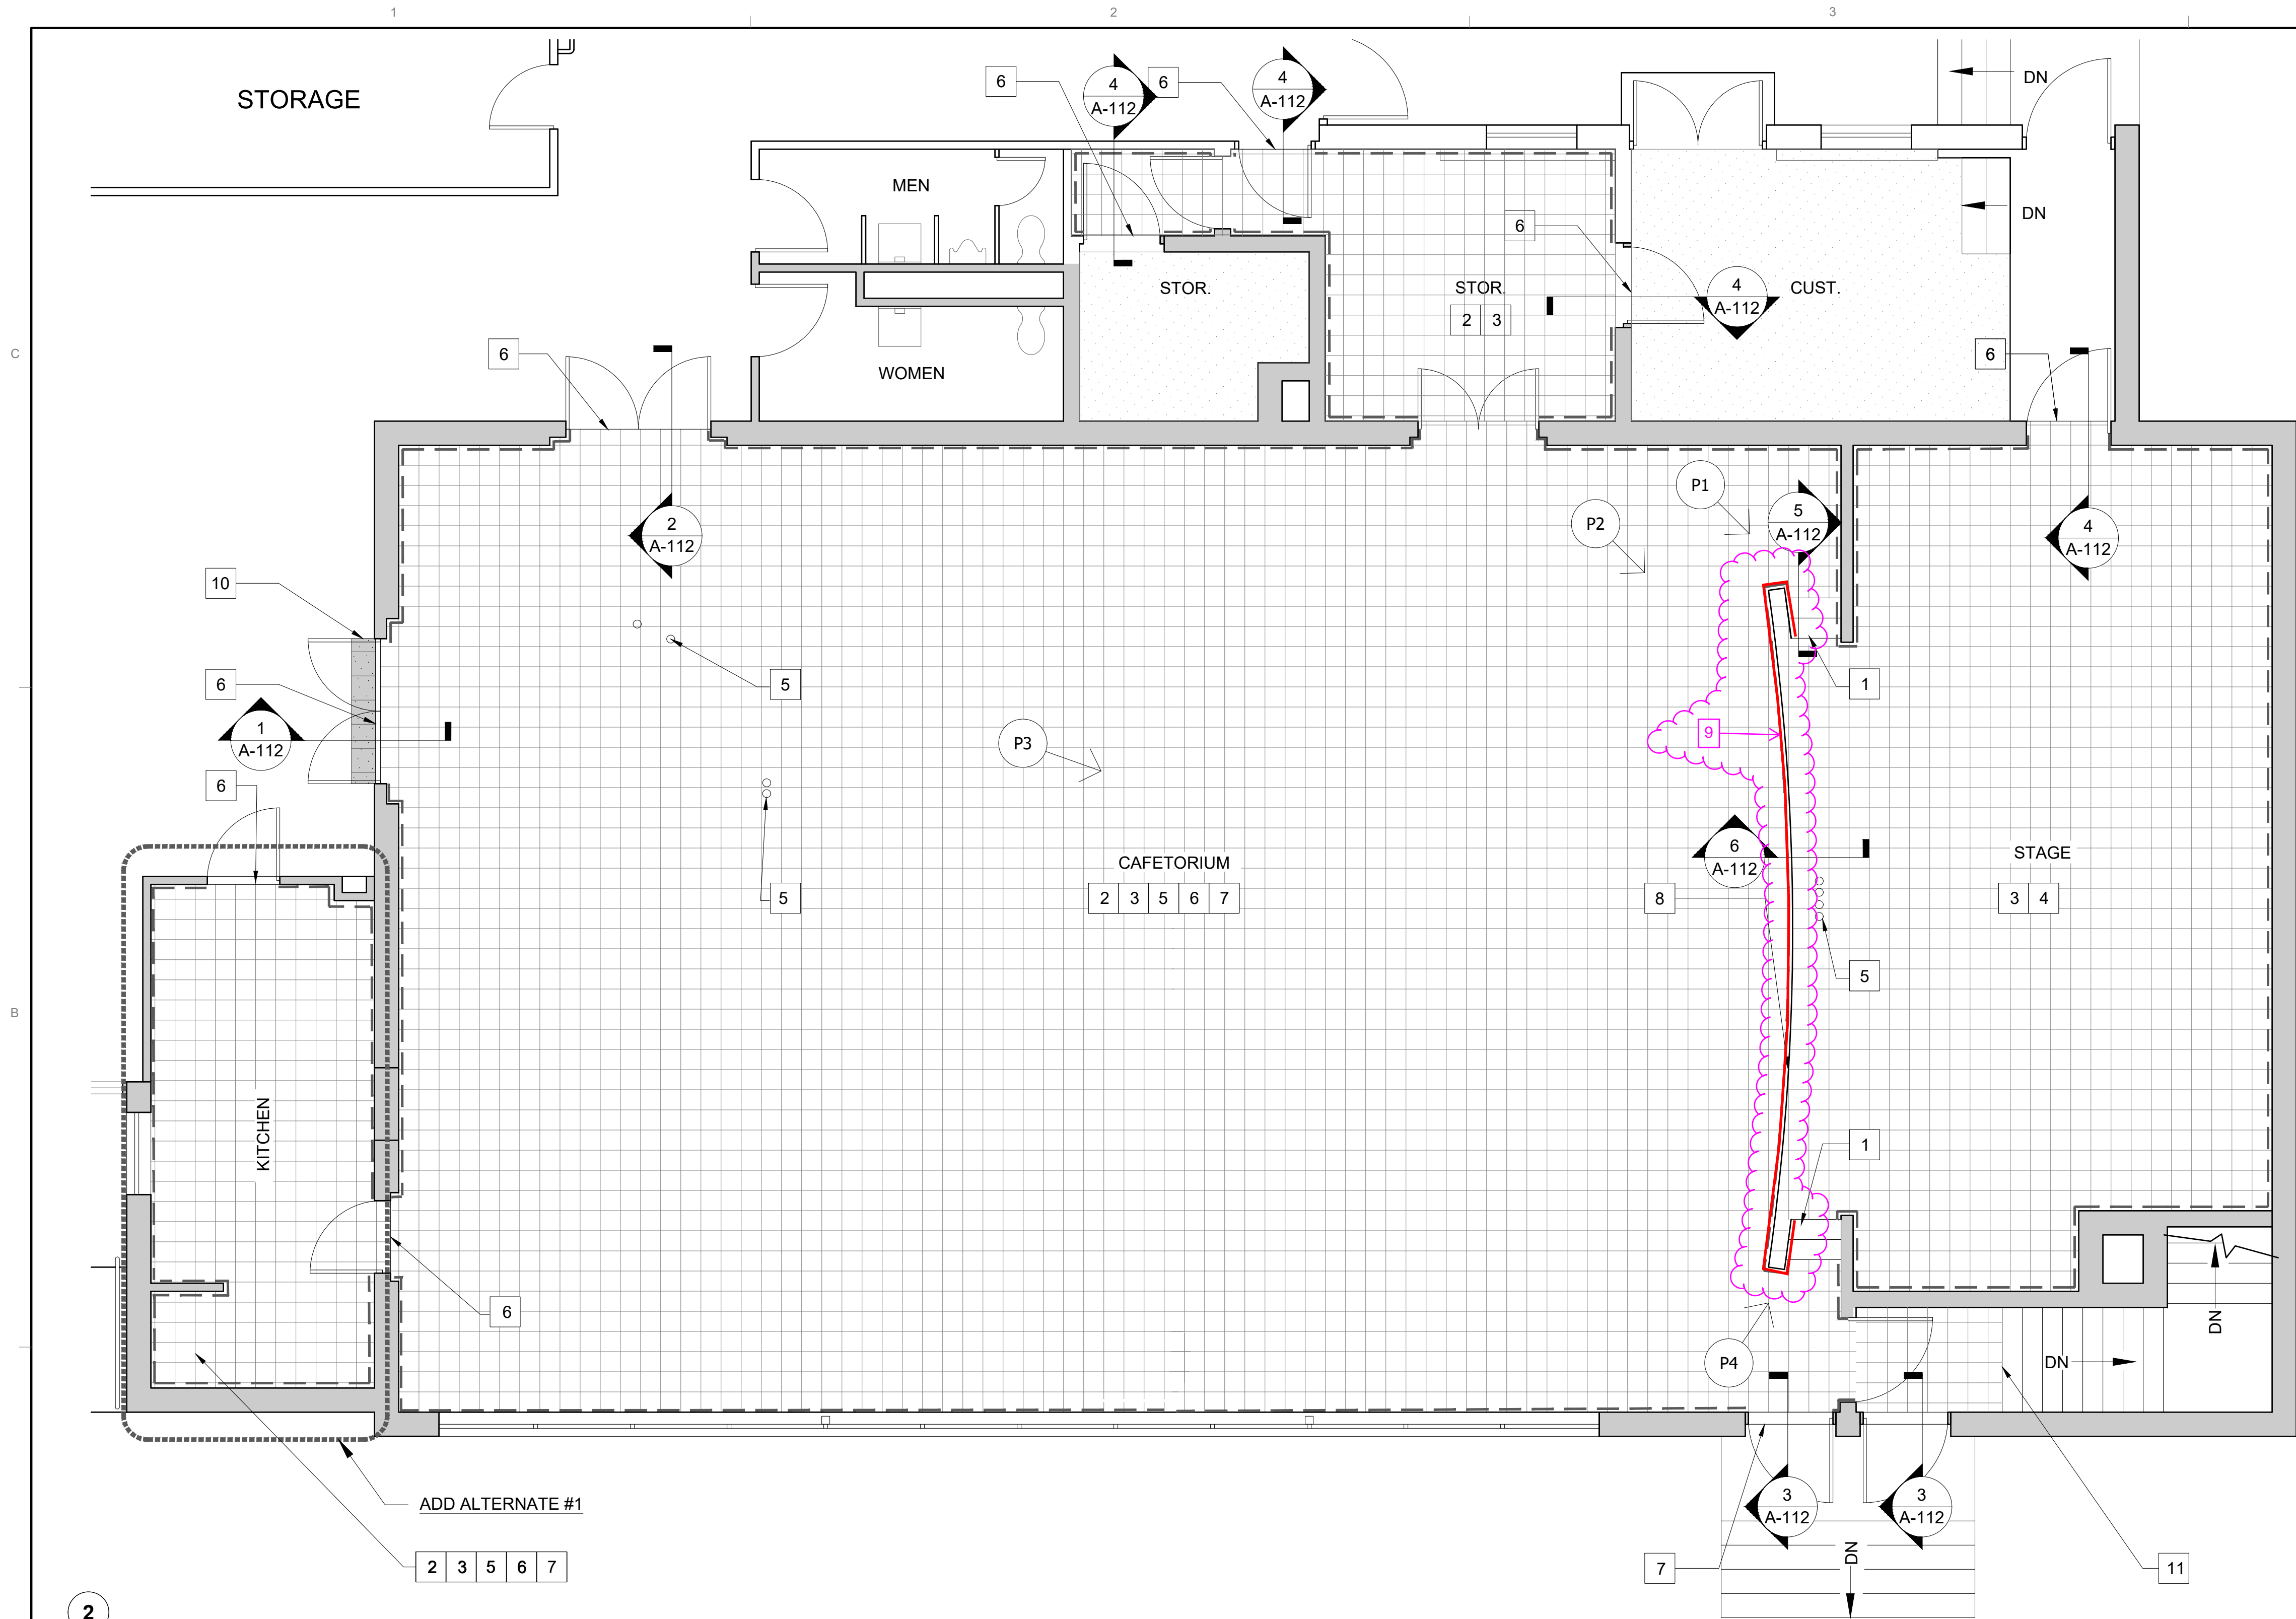 1
2
3
STORAGE
6
4
A-112
6
4
A-112
DN
MEN
DN
6
STOR.
STOR.
2 3
4
A-112
CUST.
C
6
WOMEN
6
P1
P2
5
A-112
2
A-112
4
A-112
10
6
5
1
1
A-112
P3
9
6
5
CAFETORIUM
2 3 5 6 7
6
A-112
8
STAGE
3 4
5
B
KITCHEN
1
6
P4
DN
DN
ADD ALTERNATE #1
3
A-112
3
A-112
2 3 5 6 7
7
DN
11
2